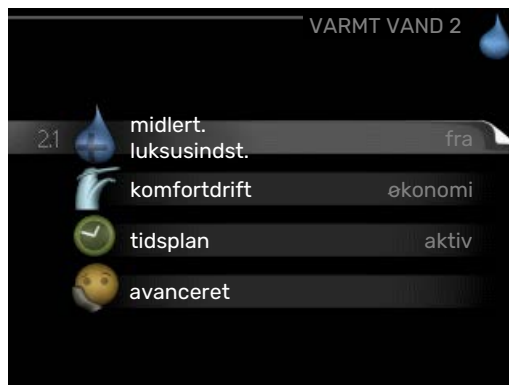 VARMT VAND 2
2.1
midlert.
luksusindst.
fra
komfortdrift
økonomi
tidsplan
aktiv
avanceret